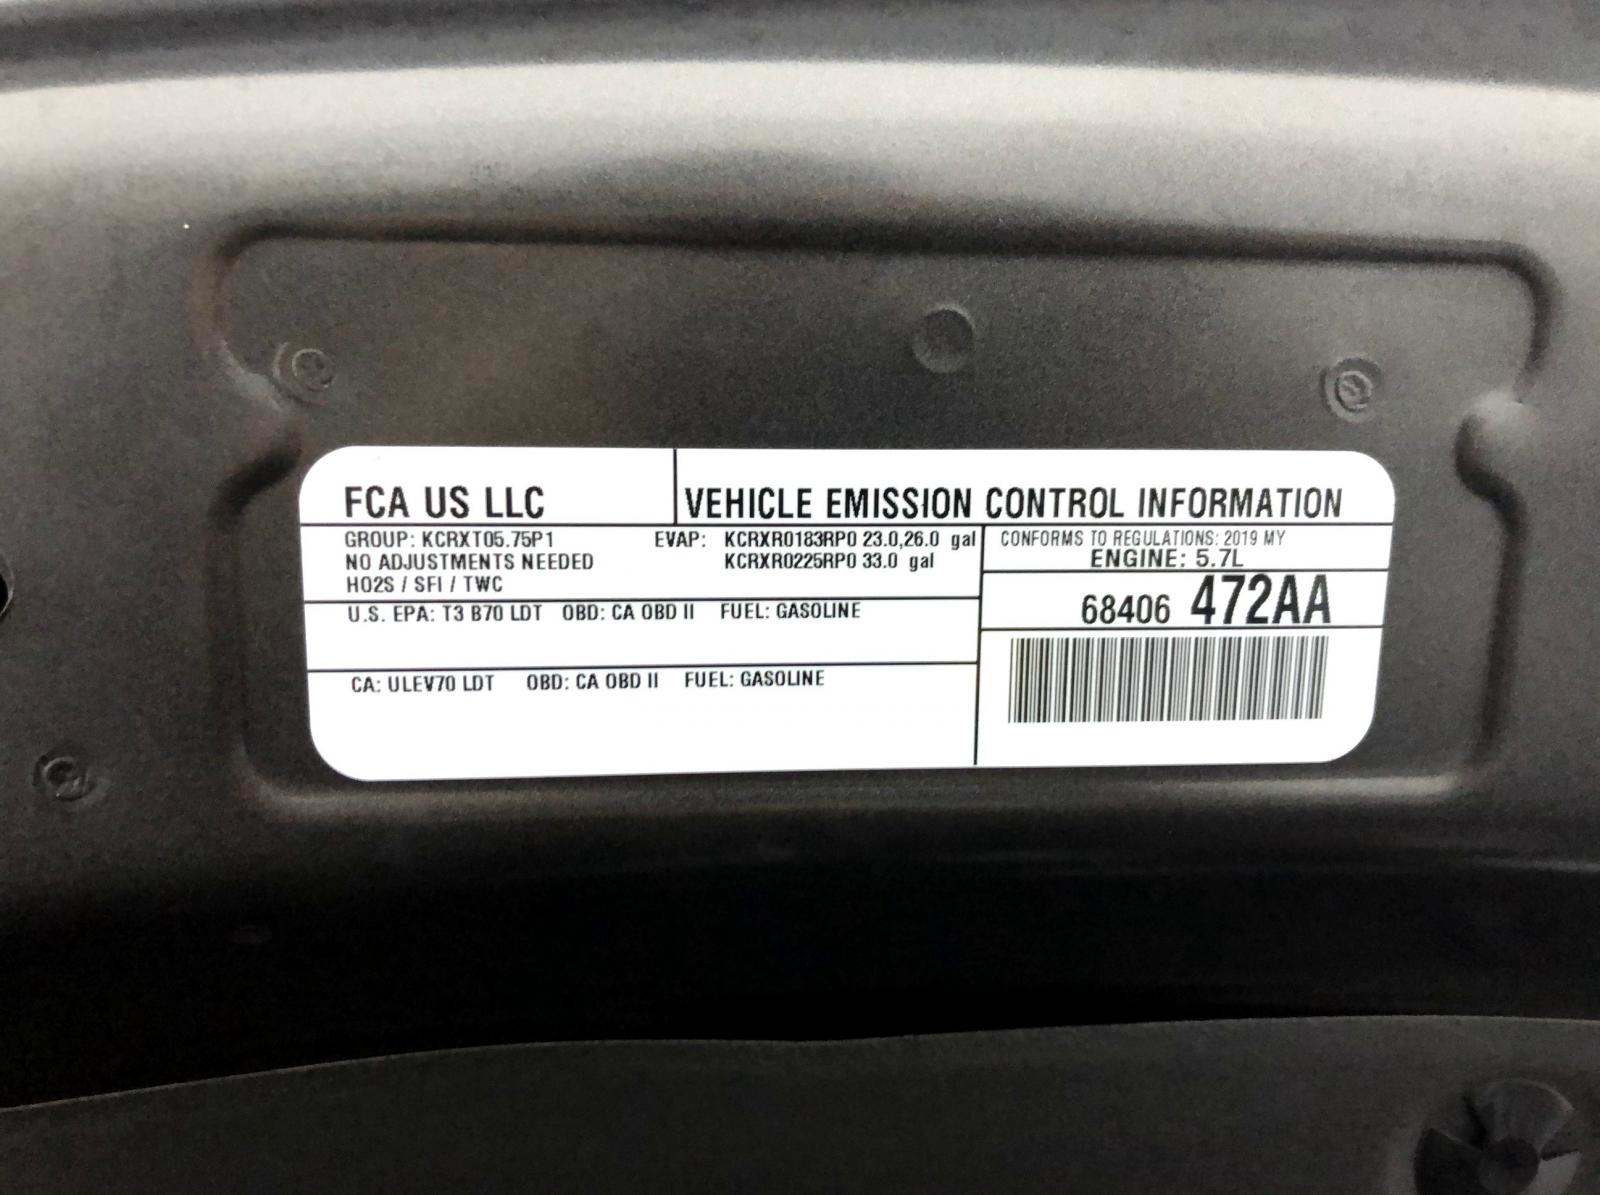 FCA US LLC
VEHICLE EMISSION CONTROL INFORMATION
GROUP: KCRXT05.75P1
NO ADJUSTMENTS NEEDED
HO2S / SFI / TWC
EVAP: KCRXR0183RP0 23.0,26.0 gal
KCRXR0225RP0 33.0 gal
CONFORMS TO REGULATIONS: 2019 MY
ENGINE: 5.7L
68406 472AA
U.S. EPA: T3 B70 LDT OBD: CA OBD II FUEL: GASOLINE
CA: ULEV70 LDT OBD: CA OBD II FUEL: GASOLINE